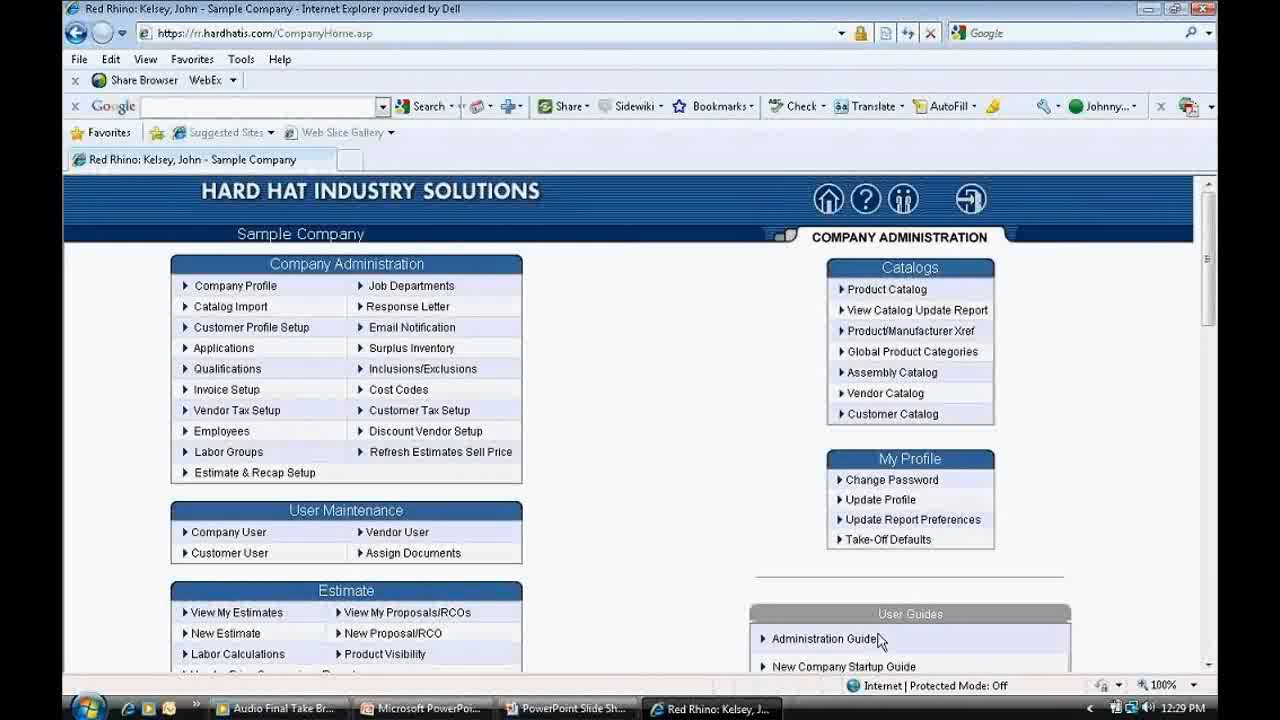 Red Rhino: Kelsey, John - Sample Company - Internet Explorer provided by Dell
https://rr.hardhatis.com/CompanyHome.asp
Google
File Edit View Favorites Tools Help
x Share Browser WebEx
x Google Search Share Sidewiki Bookmarks Check Translate AutoFill Johnny... x
Favorites Suggested Sites Web Slice Gallery
Red Rhino: Kelsey, John - Sample Company
HARD HAT INDUSTRY SOLUTIONS
?
Sample Company
COMPANY ADMINISTRATION
Company Administration
Company Profile Job Departments
Catalog Import Response Letter
Customer Profile Setup Email Notification
Applications Surplus Inventory
Qualifications Inclusions/Exclusions
Invoice Setup Cost Codes
Vendor Tax Setup Customer Tax Setup
Employees Discount Vendor Setup
Labor Groups Refresh Estimates Sell Price
Estimate & Recap Setup
User Maintenance
Company User Vendor User
Customer User Assign Documents
Estimate
View My Estimates View My Proposals/RCOs
New Estimate New Proposal/RCO
Labor Calculations Product Visibility
Catalogs
Product Catalog
View Catalog Update Report
Product/Manufacturer Xref
Global Product Categories
Assembly Catalog
Vendor Catalog
Customer Catalog
My Profile
Change Password
Update Profile
Update Report Preferences
Take-Off Defaults
User Guides
Administration Guide
New Company Startup Guide
Internet | Protected Mode: Off 100%
Audio Final Take Br... Microsoft PowerPoi... PowerPoint Slide Sh... Red Rhino: Kelsey, J... 12:29 PM